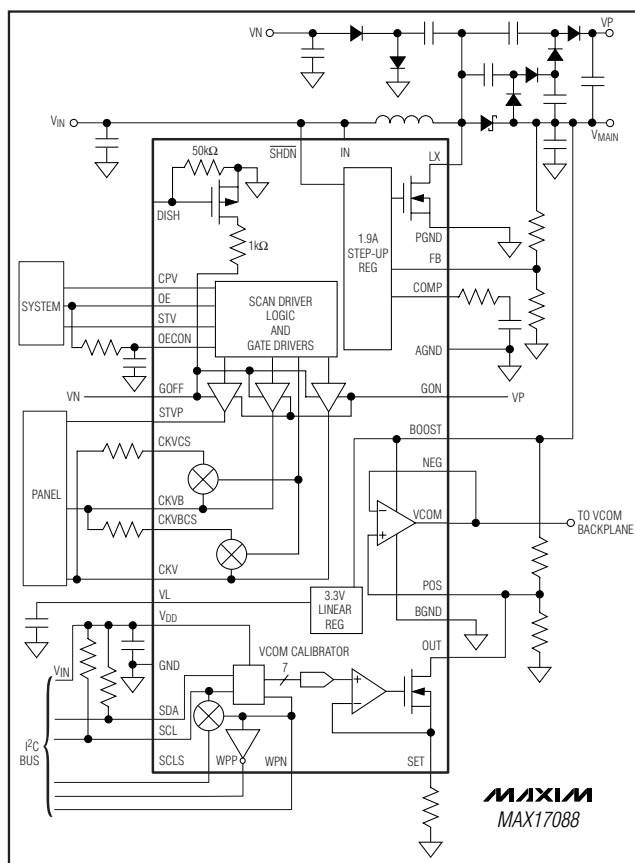 VN
VP
VIN
VMAIN
SHDN
IN
50kΩ
LX
DISH
PGND
1kΩ
1.9A
STEP-UP
REG
FB
CPV
COMP
SYSTEM
OE
SCAN DRIVER
LOGIC
AND
GATE DRIVERS
STV
OECON
AGND
VN
GOFF
GON
VP
STVP
BOOST
CKVCS
NEG
PANEL
CKVB
VCOM
TO VCOM
BACKPLANE
CKVBCS
CKV
POS
VL
3.3V
LINEAR
REG
BGND
VDD
OUT
VIN
GND
VCOM CALIBRATOR
7
SDA
SCL
I2C
BUS
SCLS
WPP
WPN
SET
MAXIM
MAX17088